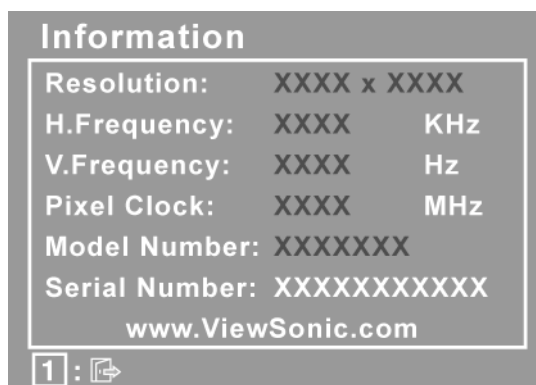 Information
Resolution: XXXX x XXXX
H.Frequency: XXXX KHz
V.Frequency: XXXX Hz
Pixel Clock: XXXX MHz
Model Number: XXXXXXX
Serial Number: XXXXXXXXXXX
www.ViewSonic.com
1 :